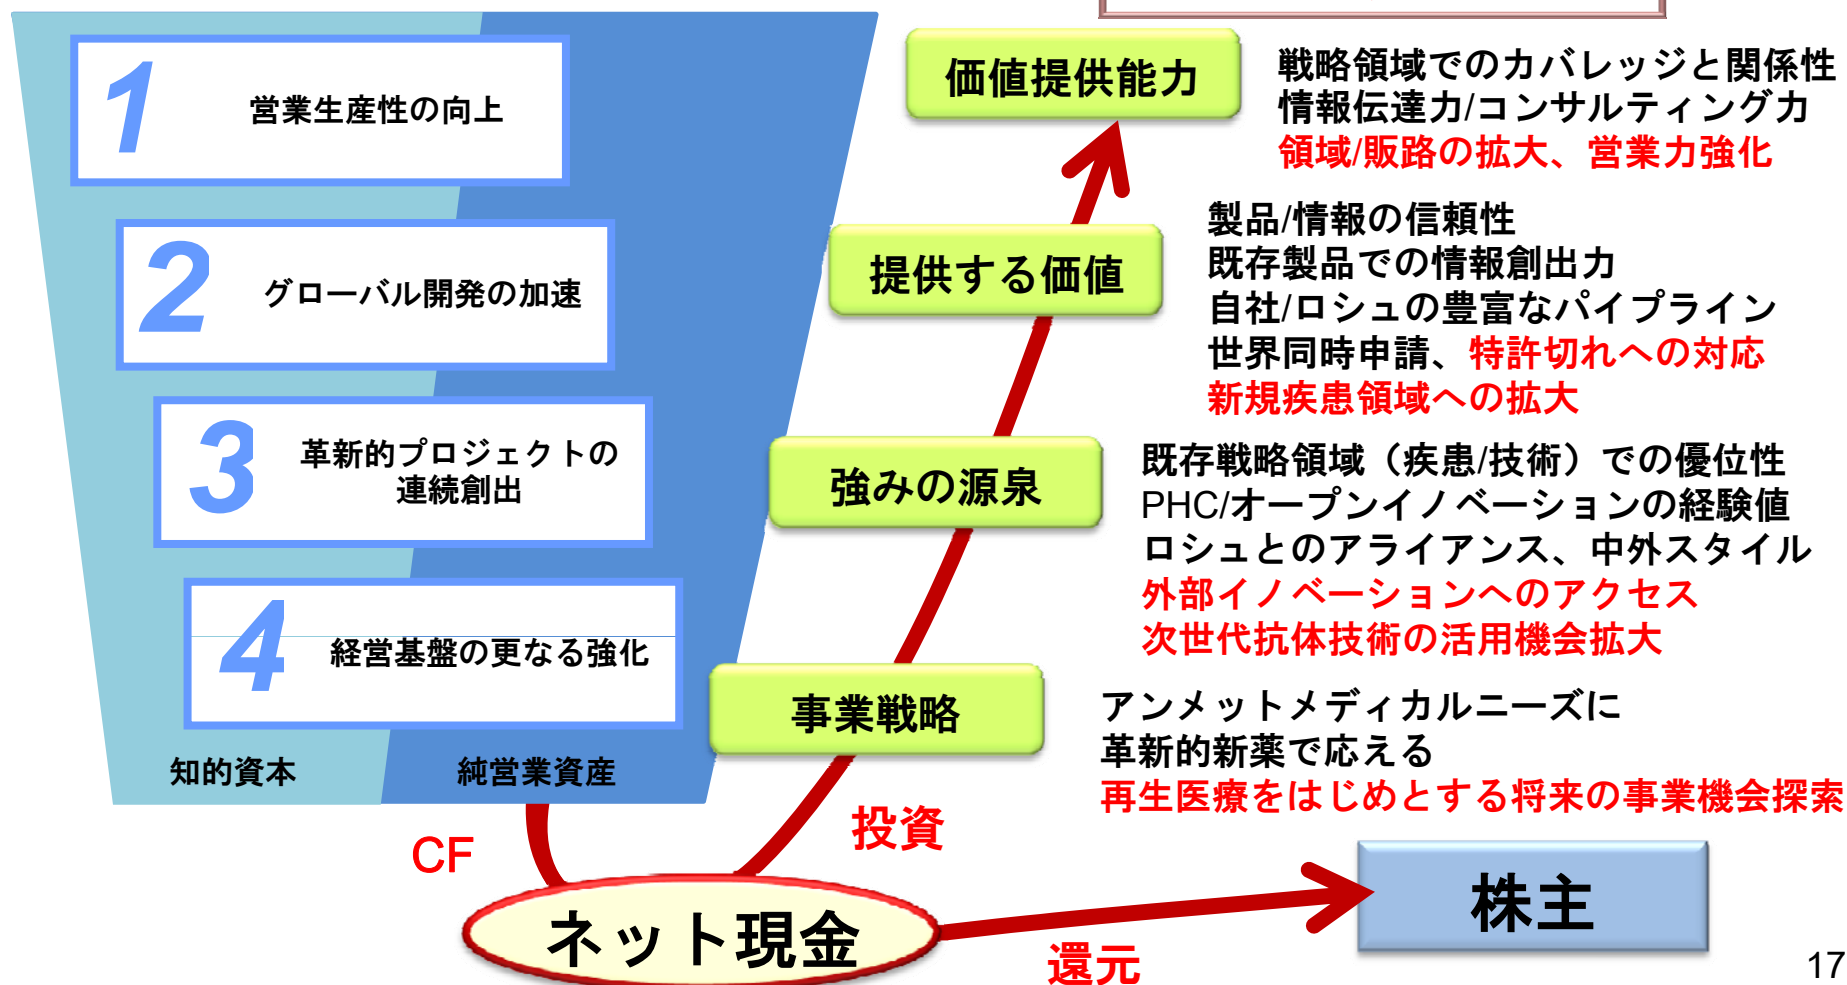 1
営業生産性の向上
2
グローバル開発の加速
3
革新的プロジェクトの
連続創出
4
経営基盤の更なる強化
知的資本
純営業資産
価値提供能力
戦略領域でのカバレッジと関係性
情報伝達力/コンサルティング力
領域/販路の拡大、営業力強化
提供する価値
製品/情報の信頼性
既存製品での情報創出力
自社/ロシュの豊富なパイプライン
世界同時申請、特許切れへの対応
新規疾患領域への拡大
強みの源泉
既存戦略領域（疾患/技術）での優位性
PHC/オープンイノベーションの経験値
ロシュとのアライアンス、中外スタイル
外部イノベーションへのアクセス
次世代抗体技術の活用機会拡大
事業戦略
アンメットメディカルニーズに
革新的新薬で応える
再生医療をはじめとする将来の事業機会探索
CF
投資
ネット現金
還元
株主
17